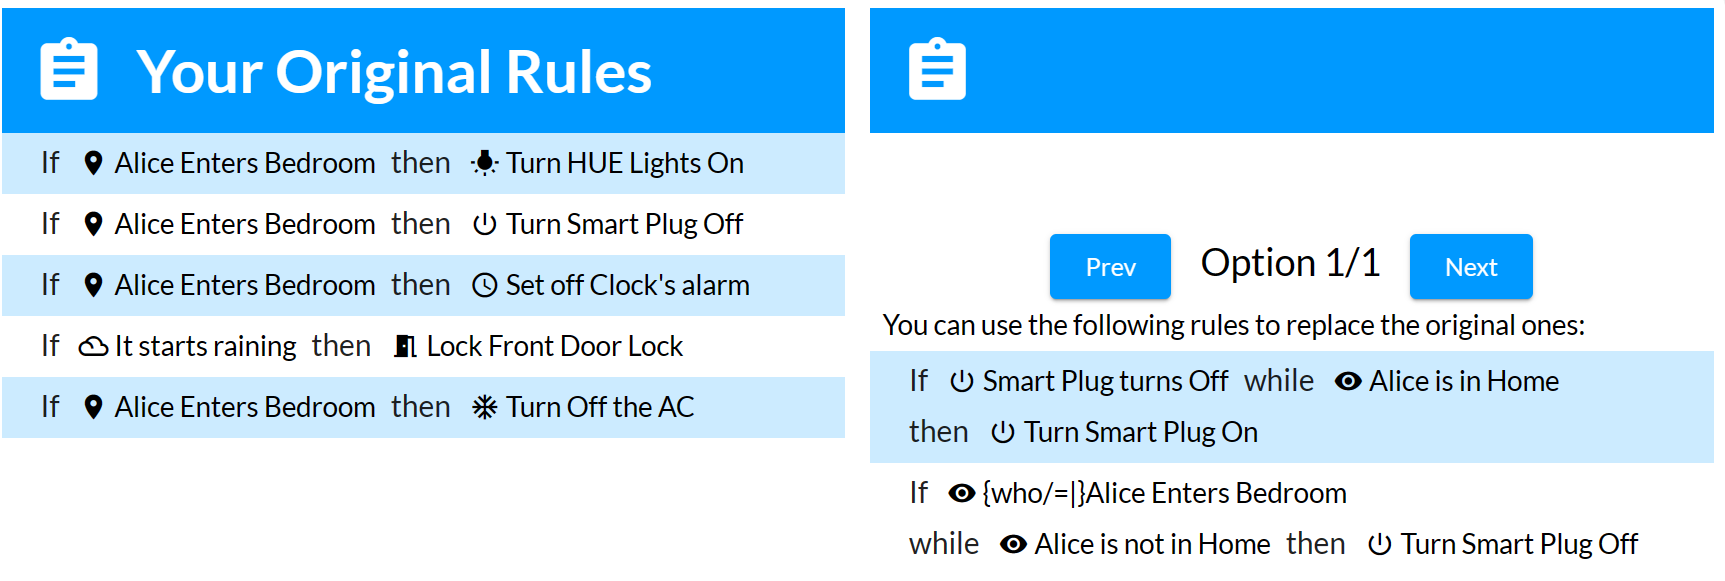 Your Original Rules
If Alice Enters Bedroom then Turn HUE Lights On
If Alice Enters Bedroom then Turn Smart Plug Off
If Alice Enters Bedroom then Set off Clock's alarm
If It starts raining then Lock Front Door Lock
If Alice Enters Bedroom then Turn Off the AC
Prev Option 1/1 Next
You can use the following rules to replace the original ones:
If Smart Plug turns Off while Alice is in Home
then Turn Smart Plug On
If {who/=|}Alice Enters Bedroom
while Alice is not in Home then Turn Smart Plug Off